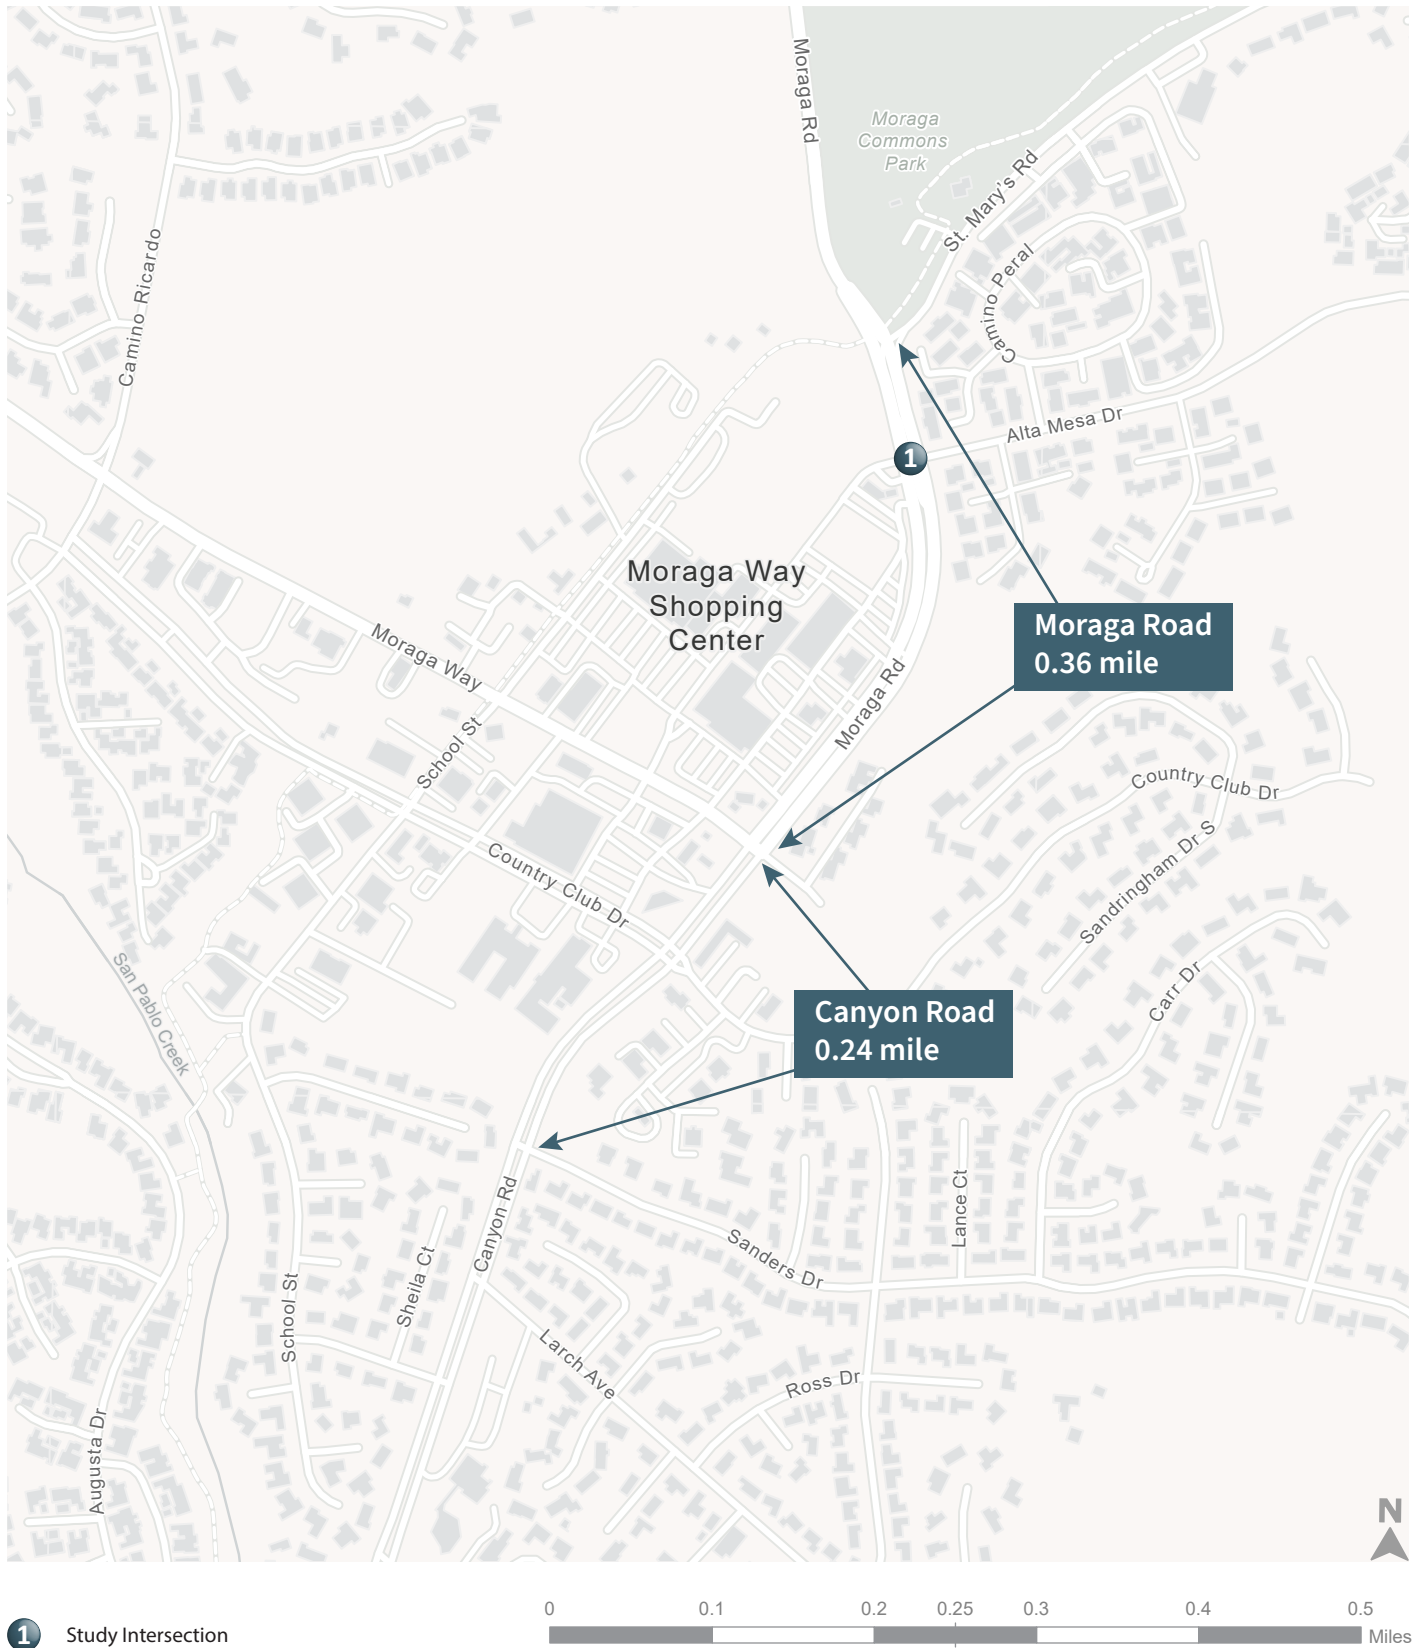 Moraga Rd
Moraga
Commons
Park
St. Mary's Rd
Camino Peral
Camino Ricardo
Alta Mesa Dr
1
Moraga Way
Shopping
Center
Moraga Road
0.36 mile
Moraga Way
Moraga Rd
School St
Country Club Dr
Sandringham Dr S
Country Club Dr
San Pablo Creek
Carr Dr
Canyon Road
0.24 mile
Canyon Rd
Lance Ct
Sanders Dr
Sheila Ct
School St
Larch Ave
Ross Dr
Augusta Dr
N
0 0.1 0.2 0.25 0.3 0.4 0.5
Miles
1 Study Intersection